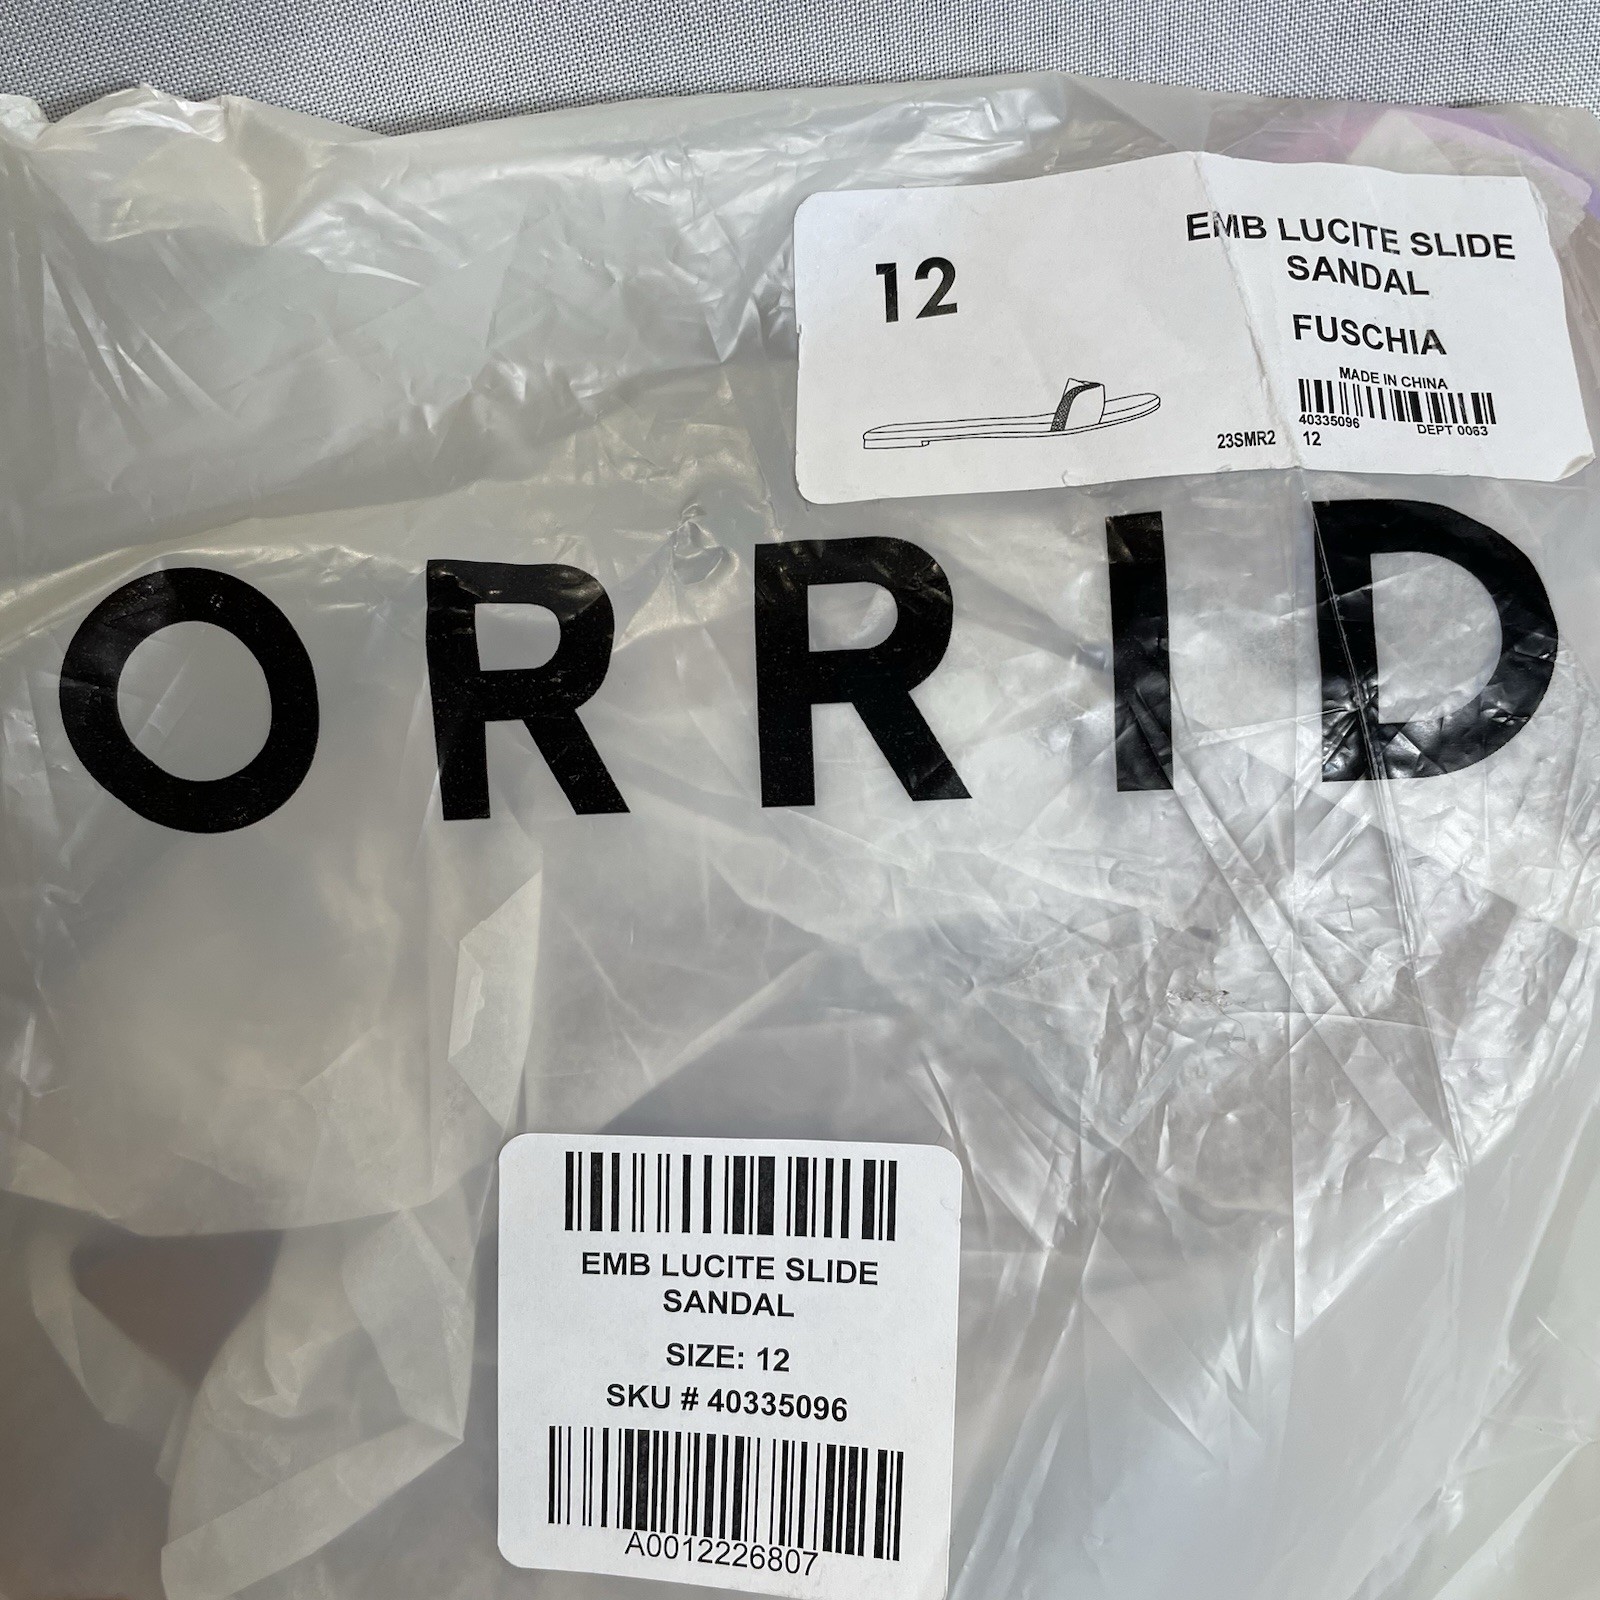 12
EMB LUCITE SLIDE
SANDAL
FUSCHIA
MADE IN CHINA
40335096
DEPT 0063
23SMR2
12
ORRID
EMB LUCITE SLIDE
SANDAL
SIZE: 12
SKU # 40335096
A0012226807